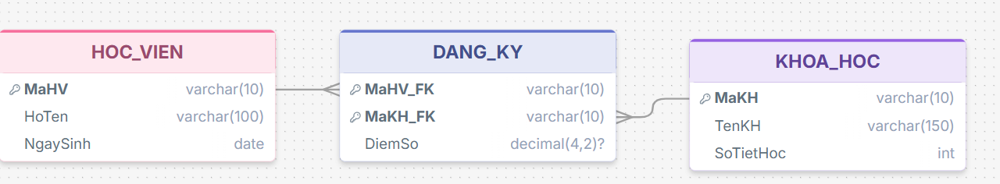 HOC_VIEN
MaHV varchar(10)
HoTen varchar(100)
NgaySinh date
DANG_KY
MaHV_FK varchar(10)
MaKH_FK varchar(10)
DiemSo decimal(4,2)?
KHOA_HOC
MaKH varchar(10)
TenKH varchar(150)
SoTietHoc int